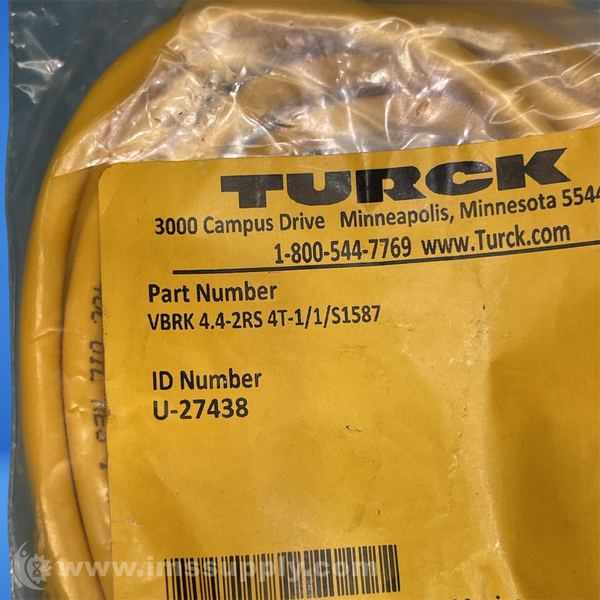 TURCK
3000 Campus Drive Minneapolis, Minnesota 5544
1-800-544-7769 www.Turck.com
Part Number
VBRK 4.4-2RS 4T-1/1/S1587
ID Number
U-27438
www.imssupply.com